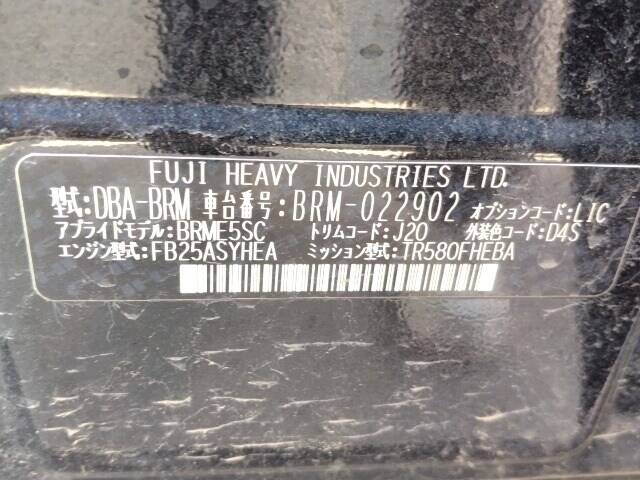 FUJI HEAVY INDUSTRIES LTD.
型式:DBA-BRM 車台番号:BRM-022902 オプションコード:LIC
アプライドモデル:BRME5SC トリムコード:J20 外装色コード:D4S
エンジン型式:FB25ASYHEA ミッション型式:TR580FHEBA